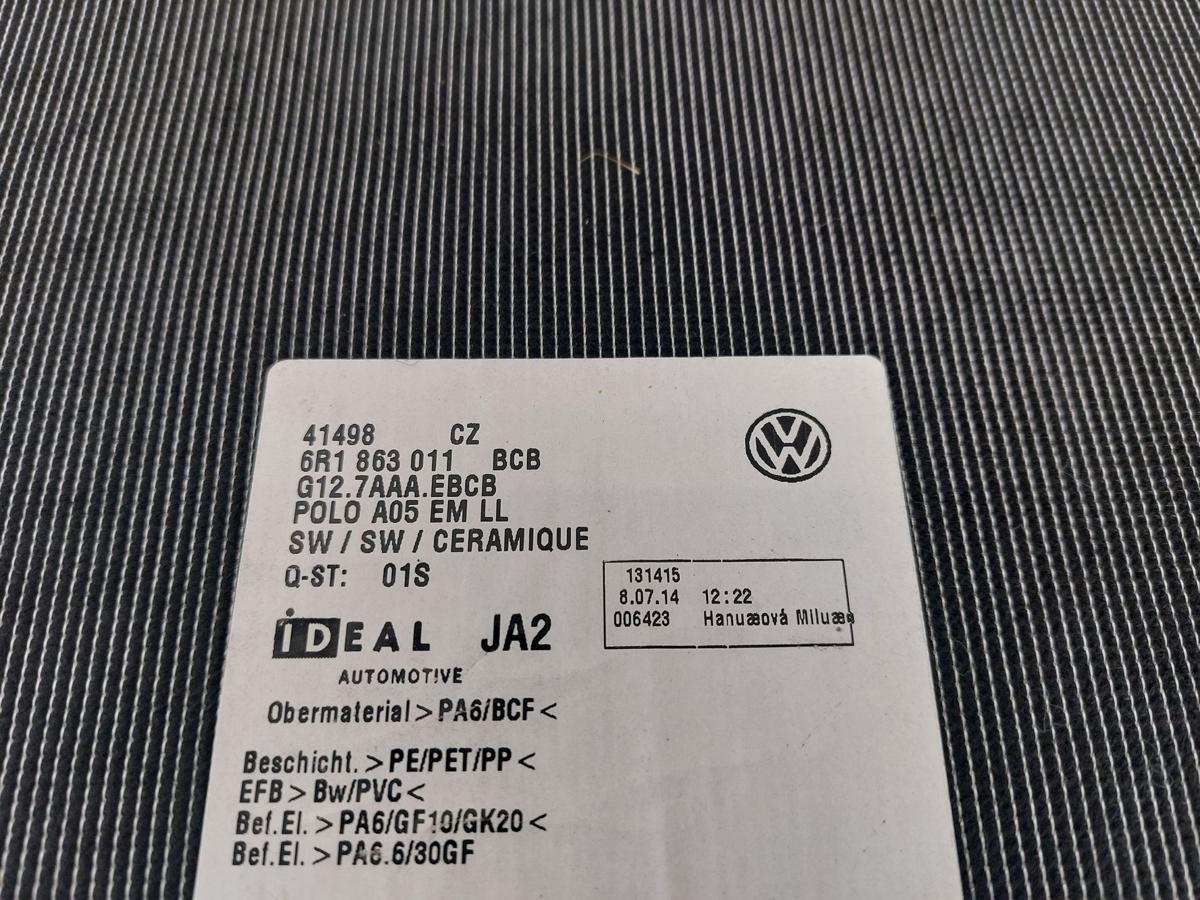 41498 CZ
6R1 863 011 BCB
G12.7AAA.EBCB
POLO A05 EM LL
SW / SW / CERAMIQUE
Q-ST: 01S
131415
8.07.14 12:22
006423 Hanuæová Miluæe
iDEAL JA2
AUTOMOTIVE
Obermaterial > PA6/BCF <
Beschicht. > PE/PET/PP <
EFB > Bw/PVC <
Bef.El. > PA6/GF10/GK20 <
Bef.El. > PA6.6/30GF